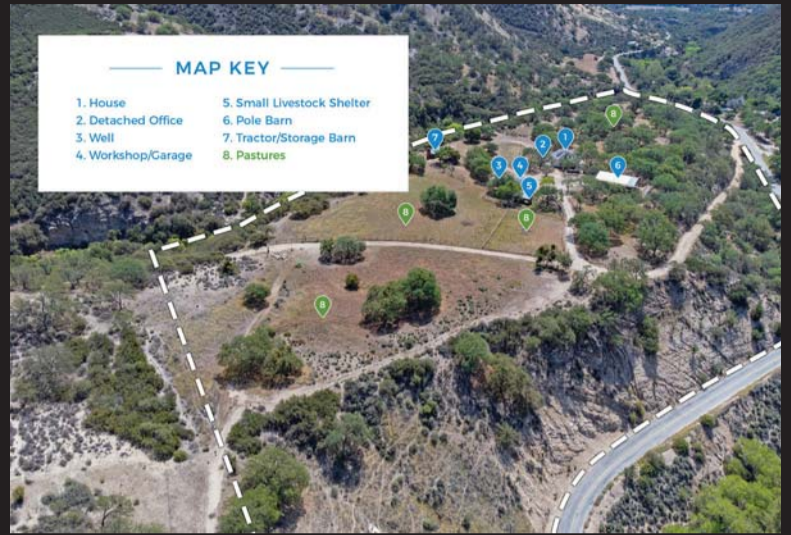 MAP KEY
1. House
2. Detached Office
3. Well
4. Workshop/Garage
5. Small Livestock Shelter
6. Pole Barn
7. Tractor/Storage Barn
8. Pastures
8
7
2
1
3
4
6
5
8
8
8